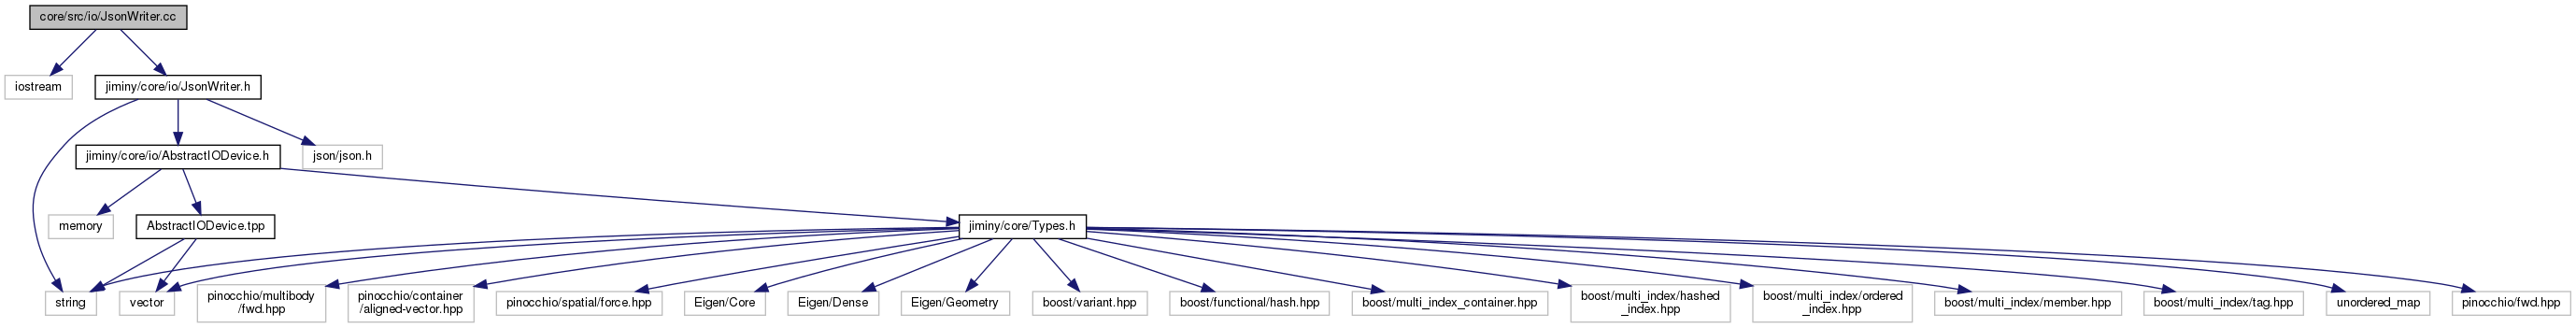 core/src/io/JsonWriter.cc
iostream
jiminy/core/io/JsonWriter.h
jiminy/core/io/AbstractIODevice.h
json/json.h
memory
AbstractIODevice.tpp
jiminy/core/Types.h
string
vector
pinocchio/multibody
/fwd.hpp
pinocchio/container
/aligned-vector.hpp
pinocchio/spatial/force.hpp
Eigen/Core
Eigen/Dense
Eigen/Geometry
boost/variant.hpp
boost/functional/hash.hpp
boost/multi_index_container.hpp
boost/multi_index/hashed
_index.hpp
boost/multi_index/ordered
_index.hpp
boost/multi_index/member.hpp
boost/multi_index/tag.hpp
unordered_map
pinocchio/fwd.hpp